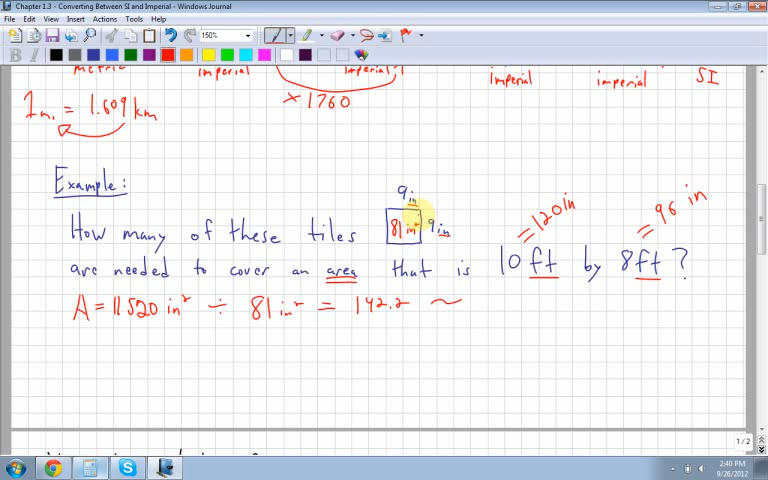 Chapter 1.3 - Converting Between SI and Imperial - Windows Journal
File Edit View Insert Actions Tools Help
150%
B I
metric imperial imperial imperial imperial SI
× 1760
1 mi = 1.609 km
Example:
9 in
How many of these tiles 81 in² 9 in = 120 in = 96 in
are needed to cover an area that is 10 ft by 8 ft ?
A = 11520 in² ÷ 81 in² = 142.2 ~
1 / 2
2:40 PM
9/26/2012